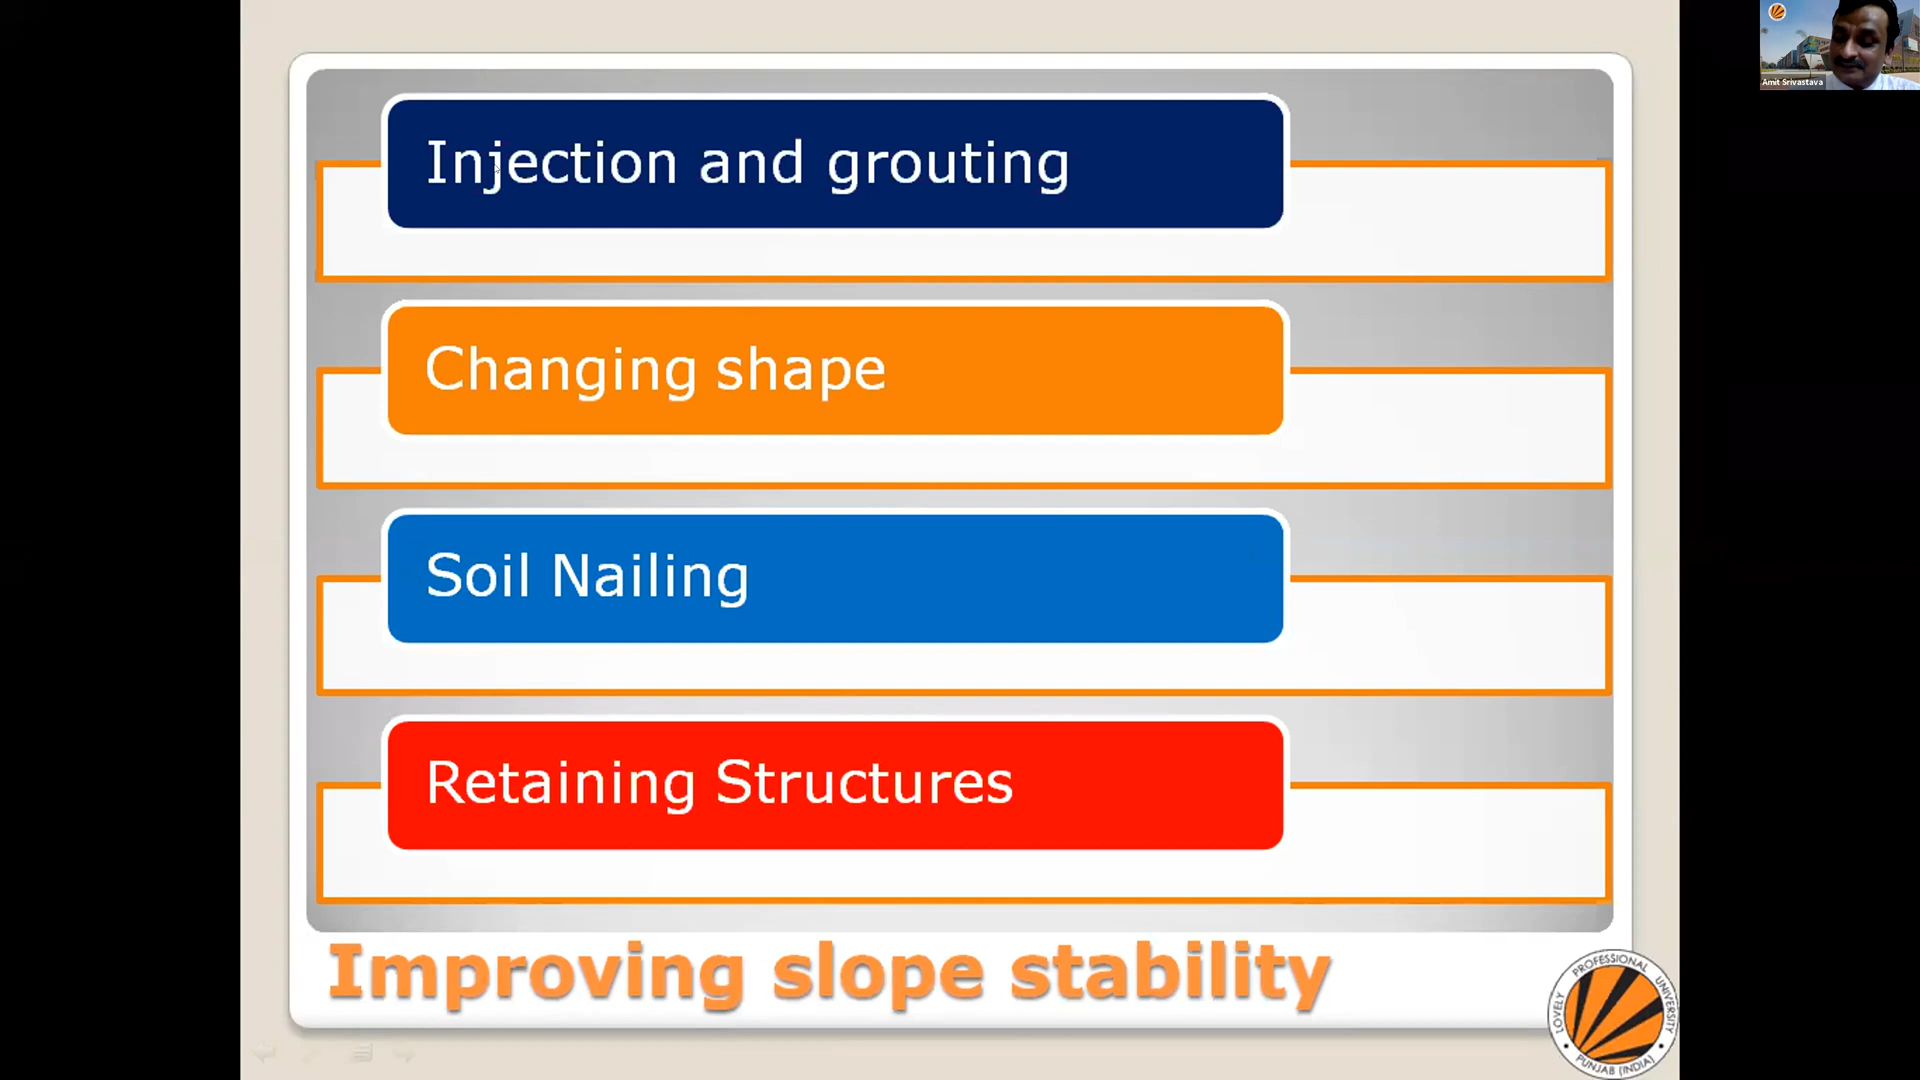 Injection and grouting
Changing shape
Soil Nailing
Retaining Structures
Improving slope stability
Amit Srivastava
LOVELY PROFESSIONAL UNIVERSITY
PUNJAB (INDIA)